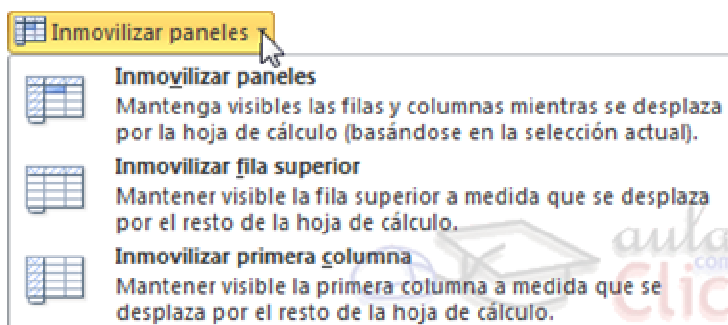 Inmovilizar paneles
Inmovilizar paneles
Mantenga visibles las filas y columnas mientras se desplaza
por la hoja de cálculo (basándose en la selección actual).
Inmovilizar fila superior
Mantener visible la fila superior a medida que se desplaza
por el resto de la hoja de cálculo.
Inmovilizar primera columna
Mantener visible la primera columna a medida que se
desplaza por el resto de la hoja de cálculo.
aula
com
Clic